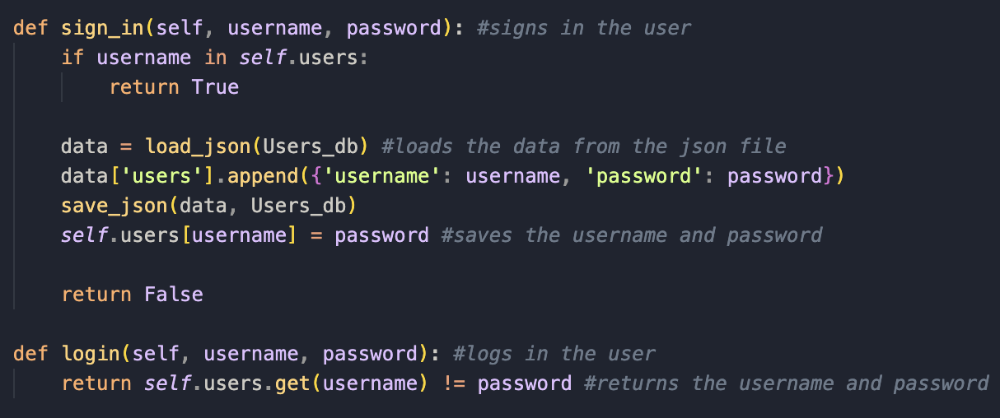 def sign_in(self, username, password): #signs in the user
    if username in self.users:
        return True

    data = load_json(Users_db) #loads the data from the json file
    data['users'].append({'username': username, 'password': password})
    save_json(data, Users_db)
    self.users[username] = password #saves the username and password

    return False

def login(self, username, password): #logs in the user
    return self.users.get(username) != password #returns the username and password